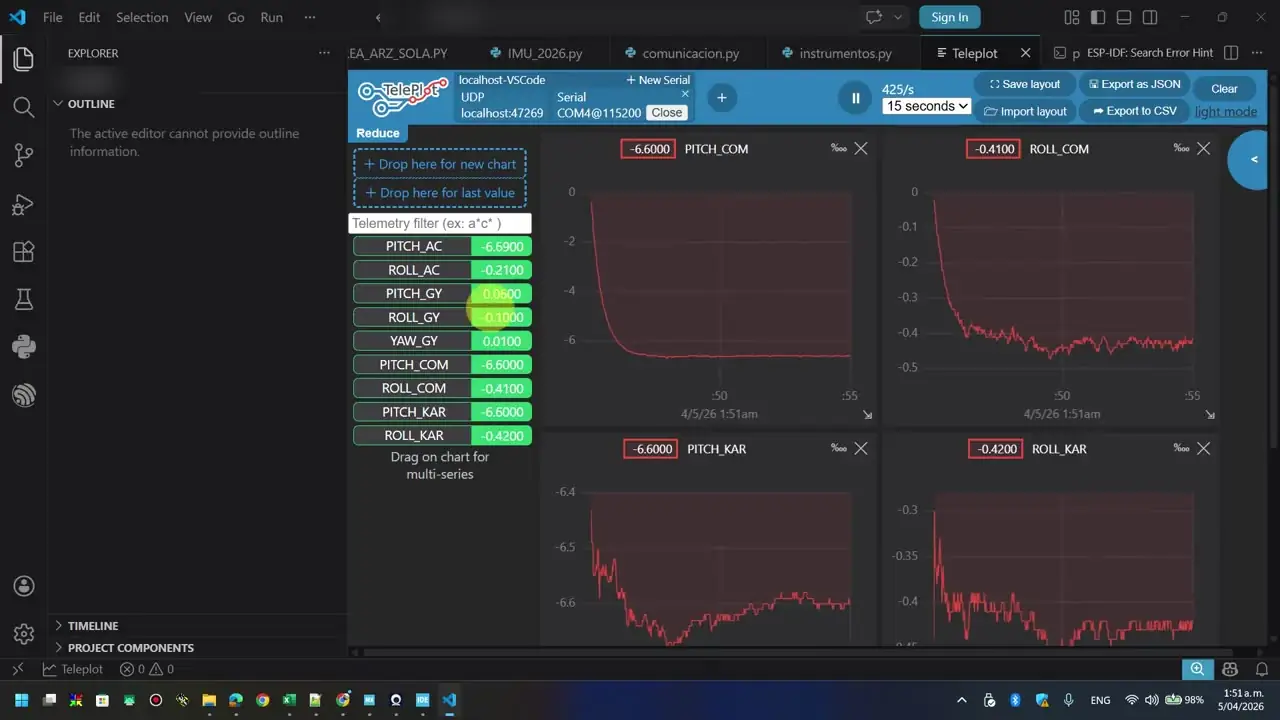 File Edit Selection View Go Run ···
Sign In
EXPLORER
OUTLINE
The active editor cannot provide outline
information.
TIMELINE
PROJECT COMPONENTS
EA_ARZ_SOLA.PY IMU_2026.py comunicacion.py instrumentos.py Teleplot ESP-IDF: Search Error Hint
TelePlot
localhost-VSCode
UDP
localhost:47269
+ New Serial
Serial
COM4@115200 Close
425/s
15 seconds
Save layout Export as JSON Clear
Import layout Export to CSV light mode
Reduce
+ Drop here for new chart
+ Drop here for last value
Telemetry filter (ex: a*c* )
PITCH_AC -6.6900
ROLL_AC -0.2100
PITCH_GY 0.0600
ROLL_GY -0.1000
YAW_GY 0.0100
PITCH_COM -6.6000
ROLL_COM -0.4100
PITCH_KAR -6.6000
ROLL_KAR -0.4200
Drag on chart for
multi-series
-6.6000 PITCH_COM
0
-2
-4
-6
:50 :55
4/5/26 1:51am
-0.4100 ROLL_COM
0
-0.1
-0.2
-0.3
-0.4
-0.5
:50 :55
4/5/26 1:51am
-6.6000 PITCH_KAR
-6.4
-6.5
-6.6
-0.4200 ROLL_KAR
-0.3
-0.35
-0.4
-0.45
Teleplot 0 0
ENG 98% 1:51 a.m.
5/04/2026